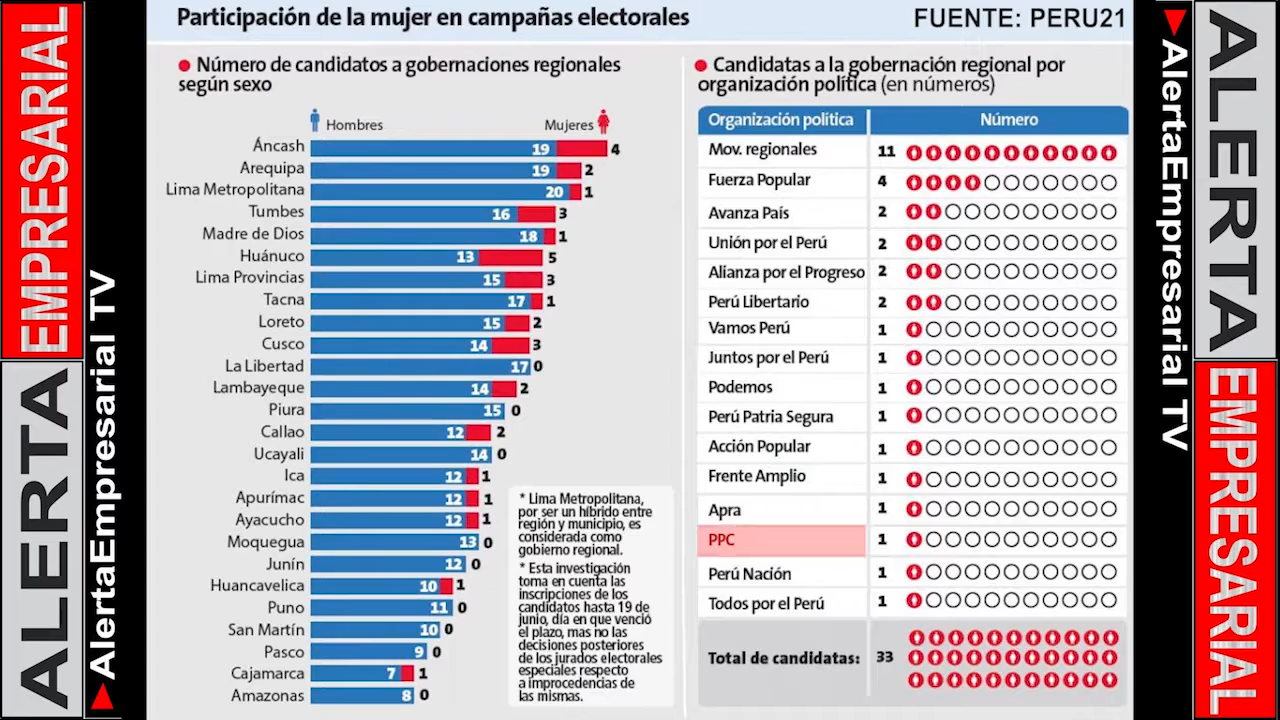 Participación de la mujer en campañas electorales
FUENTE: PERU21
Número de candidatos a gobernaciones regionales
según sexo
Hombres Mujeres
Áncash 19 4
Arequipa 19 2
Lima Metropolitana 20 1
Tumbes 16 3
Madre de Dios 18 1
Huánuco 13 5
Lima Provincias 15 3
Tacna 17 1
Loreto 15 2
Cusco 14 3
La Libertad 17 0
Lambayeque 14 2
Piura 15 0
Callao 12 2
Ucayali 14 0
Ica 12 1
Apurímac 12 1
Ayacucho 12 1
Moquegua 13 0
Junín 12 0
Huancavelica 10 1
Puno 11 0
San Martín 10 0
Pasco 9 0
Cajamarca 7 1
Amazonas 8 0
* Lima Metropolitana,
por ser un híbrido entre
región y municipio, es
considerada como
gobierno regional.
* Esta investigación
toma en cuenta las
inscripciones de los
candidatos hasta 19 de
junio, día en que venció
el plazo, mas no las
decisiones posteriores
de los jurados electorales
especiales respecto
a improcedencias de
las mismas.
Candidatas a la gobernación regional por
organización política (en números)
Organización política Número
Mov. regionales 11
Fuerza Popular 4
Avanza País 2
Unión por el Perú 2
Alianza por el Progreso 2
Perú Libertario 2
Vamos Perú 1
Juntos por el Perú 1
Podemos 1
Perú Patria Segura 1
Acción Popular 1
Frente Amplio 1
Apra 1
PPC 1
Perú Nación 1
Todos por el Perú 1
Total de candidatas: 33
ALERTA EMPRESARIAL
AlertaEmpresarial TV
ALERTA EMPRESARIAL
AlertaEmpresarial TV